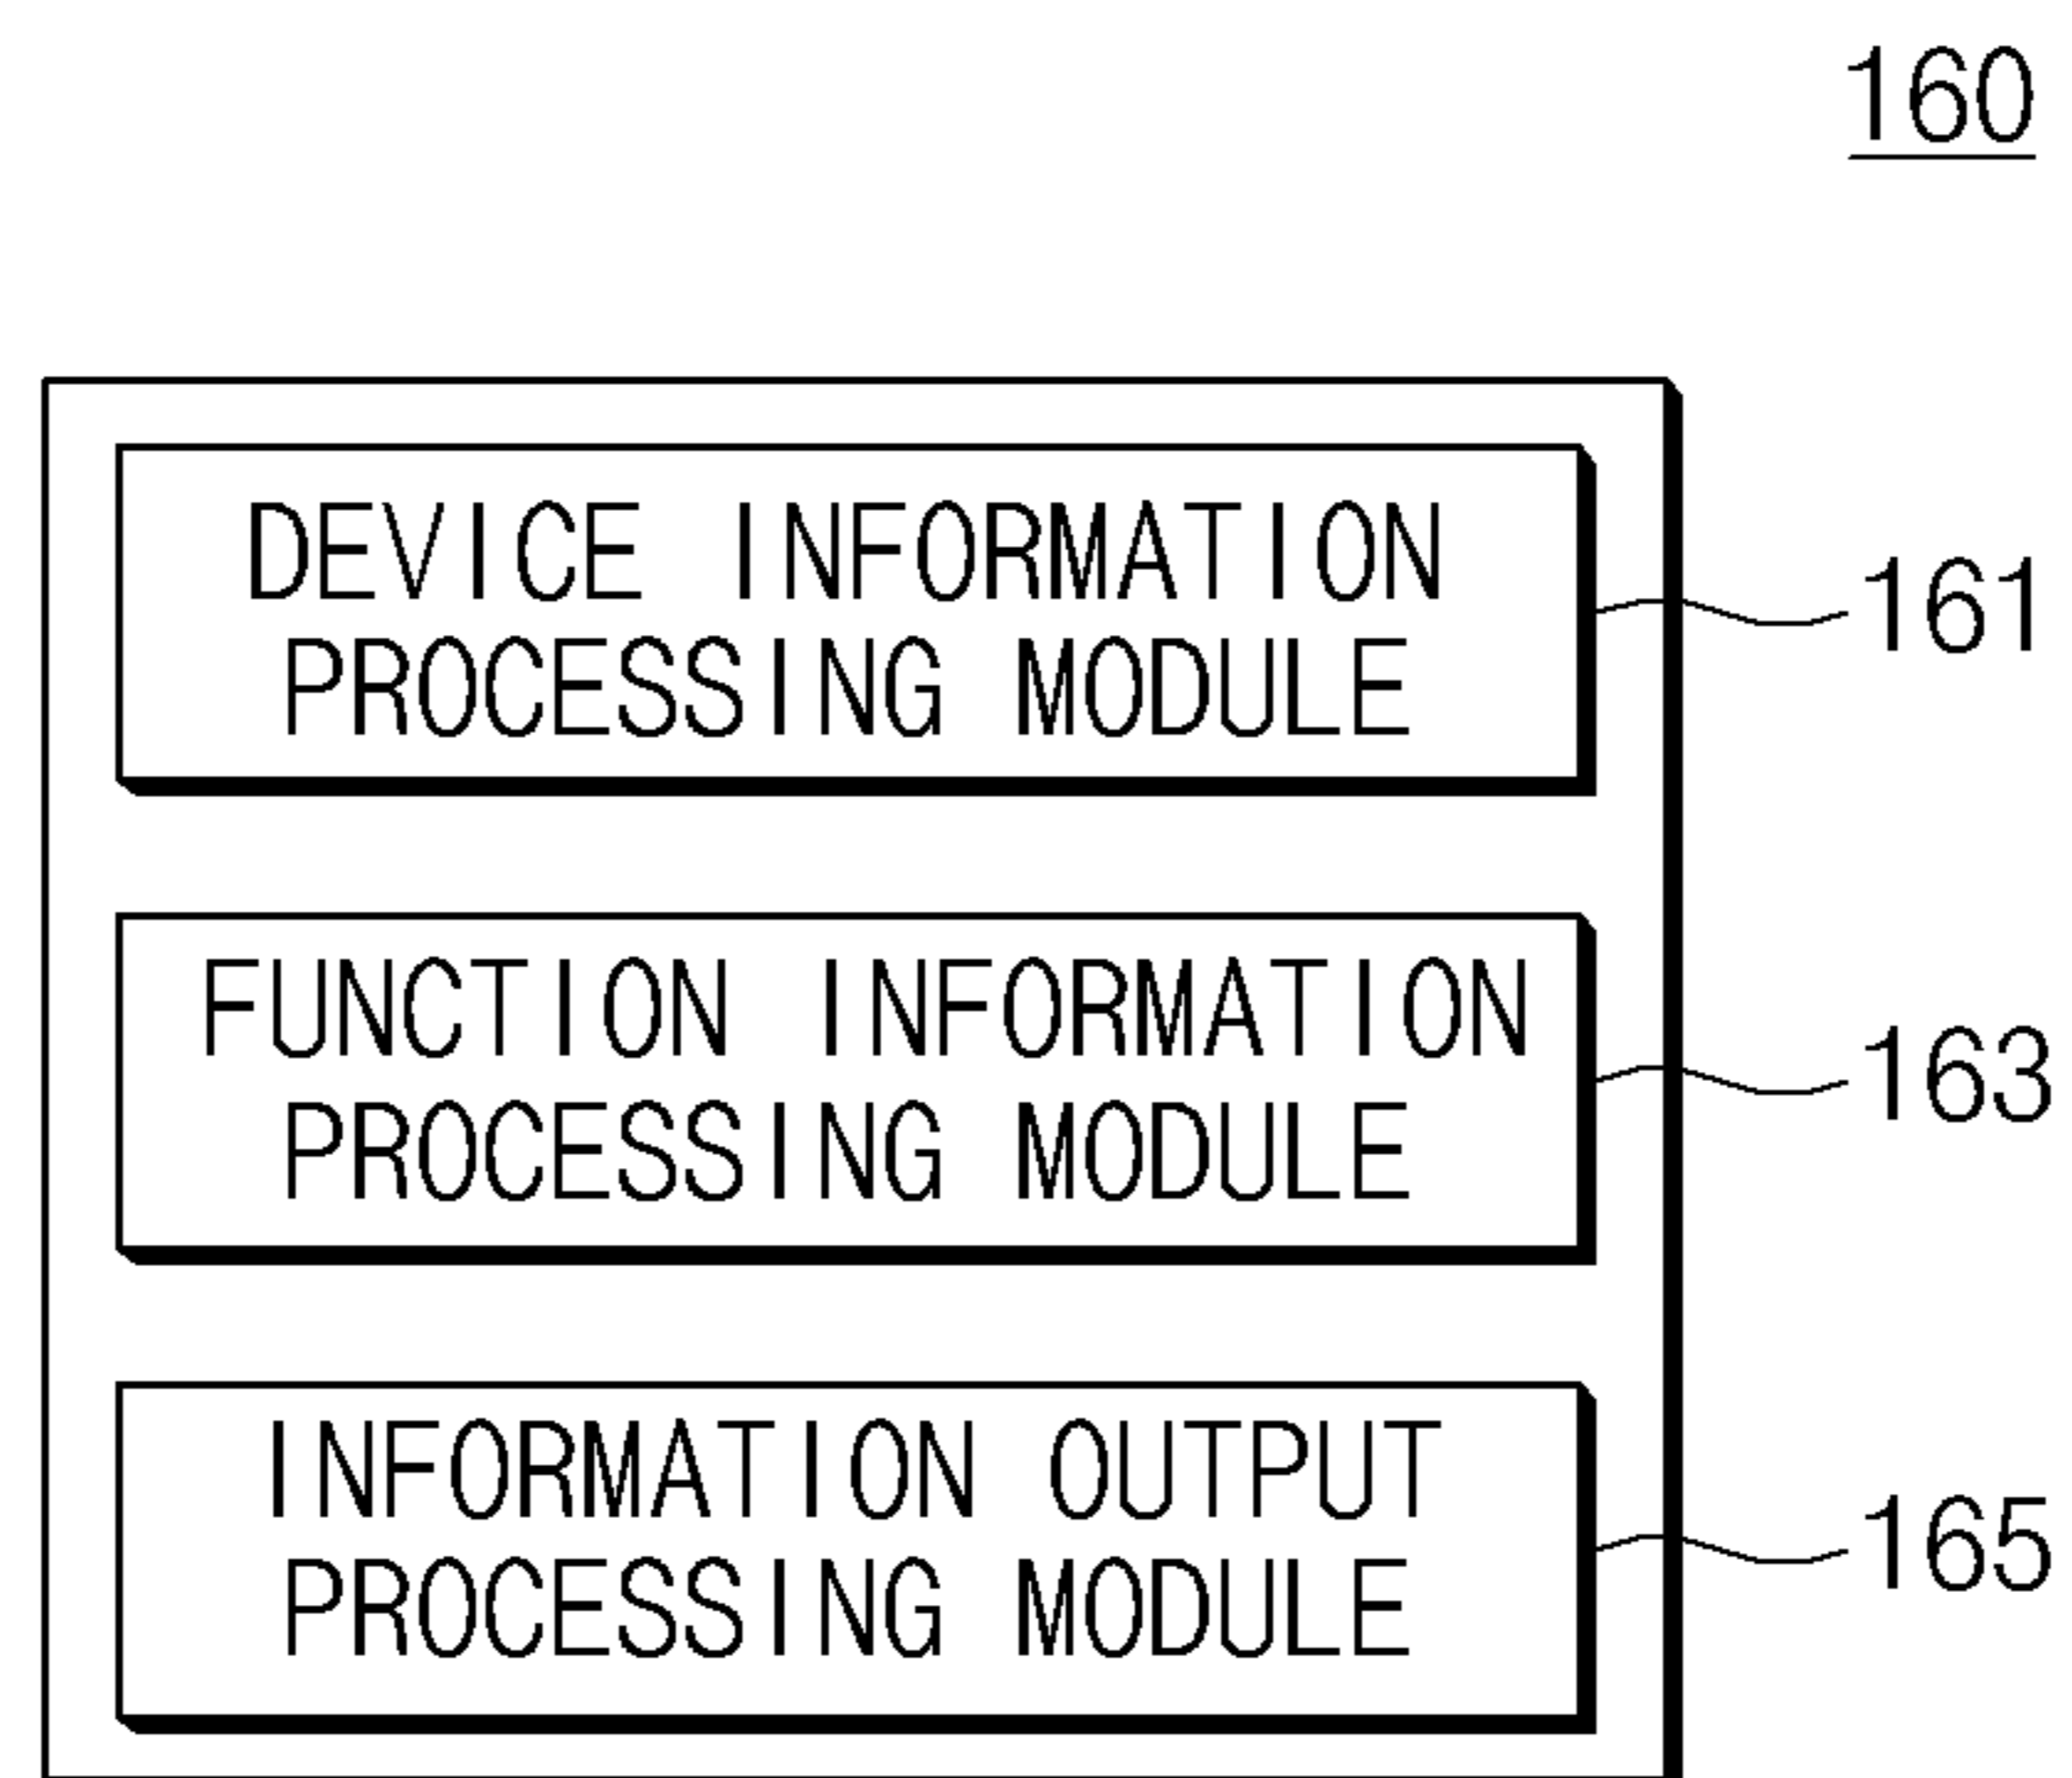 160
DEVICE INFORMATION
PROCESSING MODULE
161
FUNCTION INFORMATION
PROCESSING MODULE
163
INFORMATION OUTPUT
PROCESSING MODULE
165